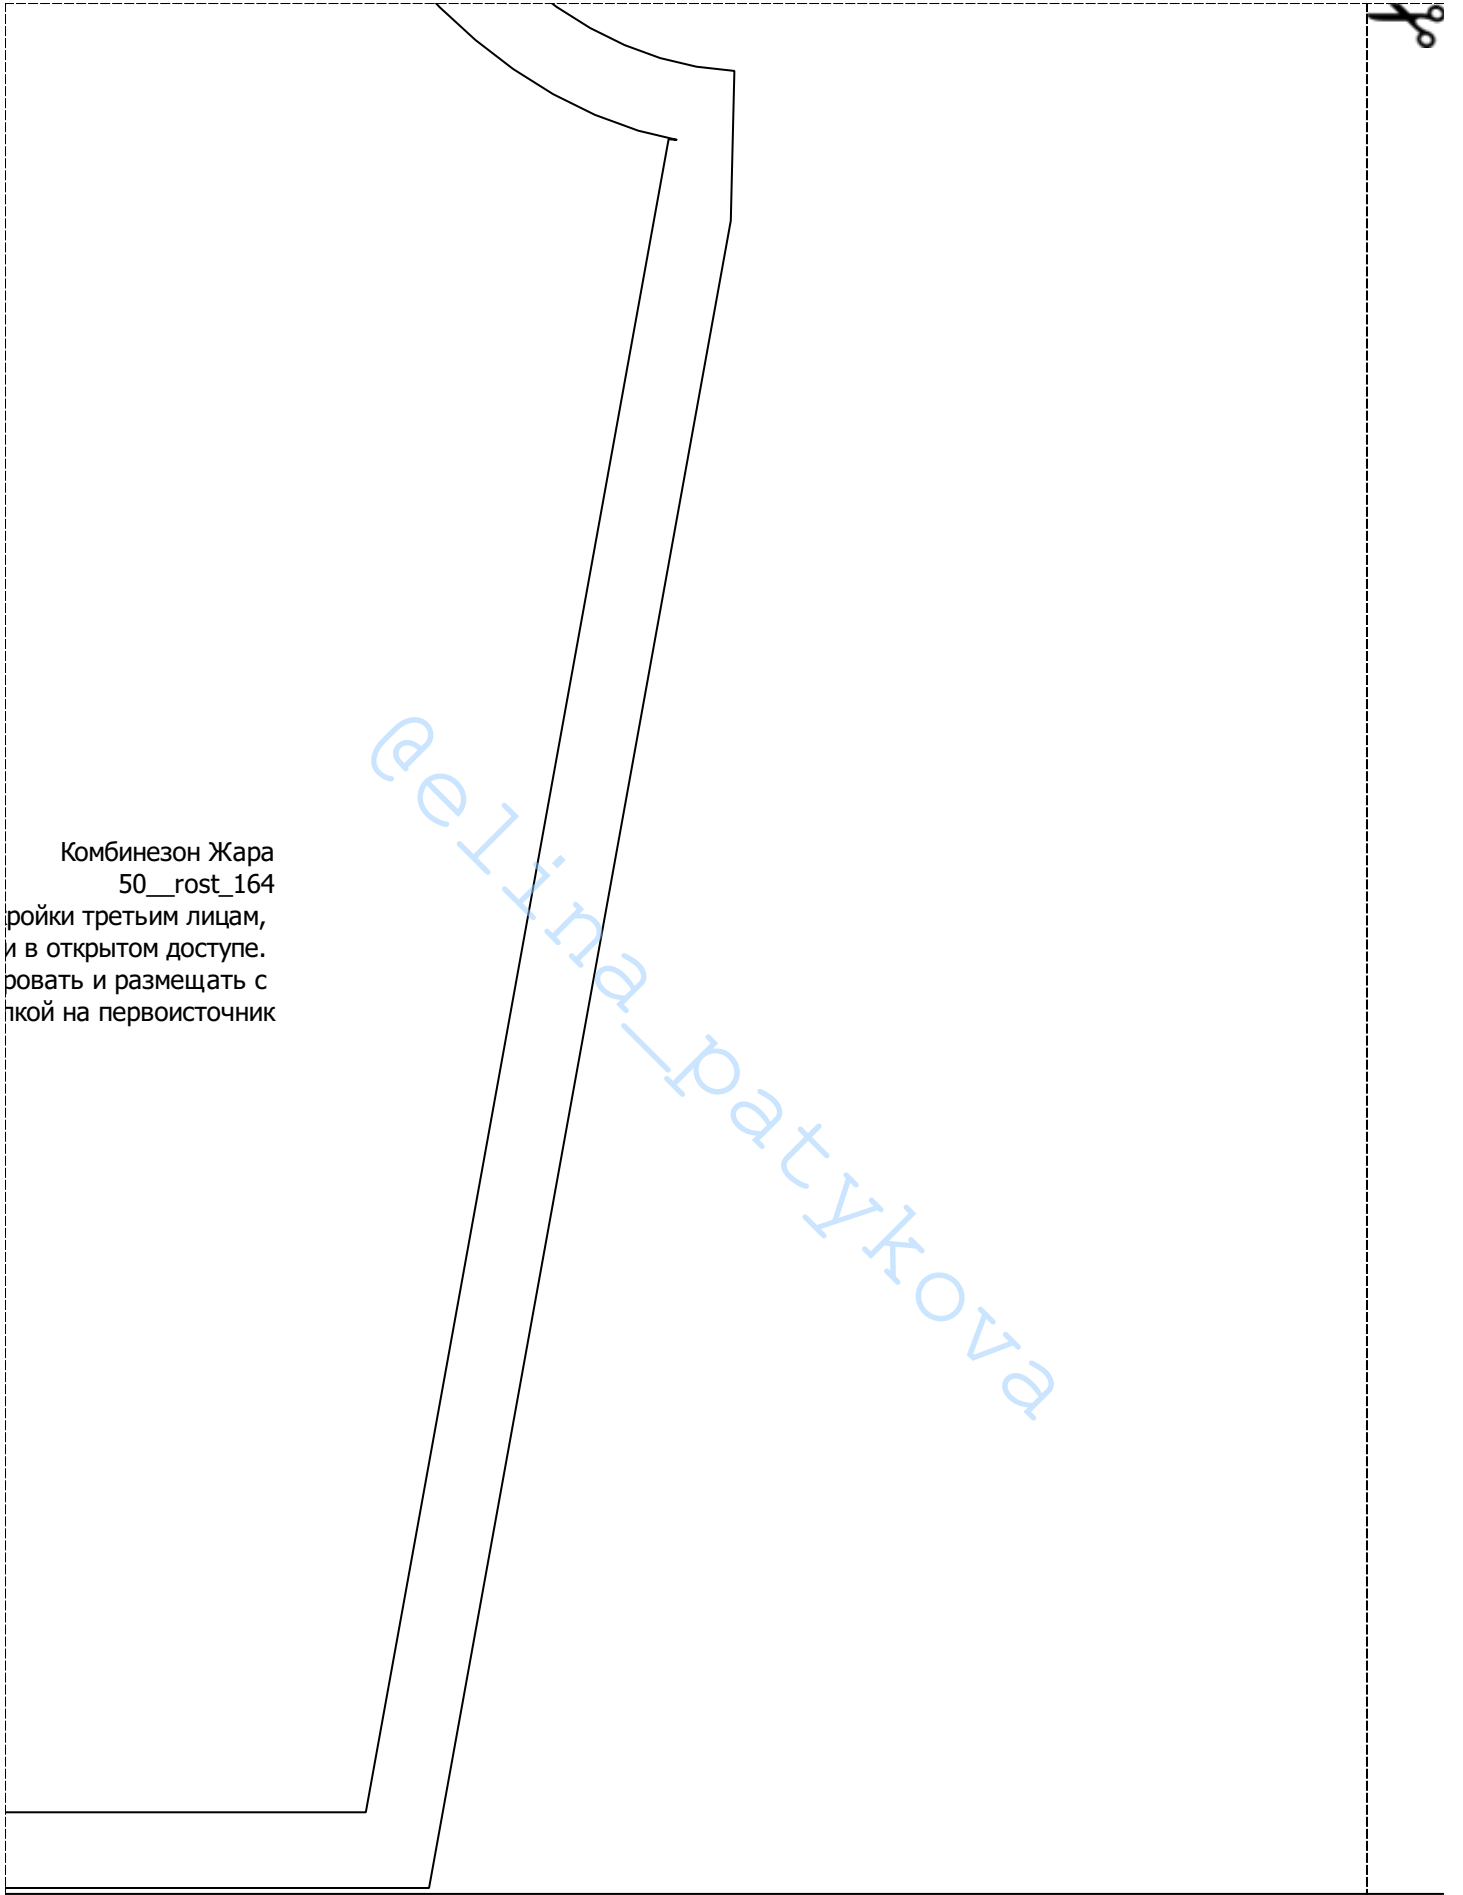 Комбинезон Жара
50__rost_164
ройки третьим лицам,
и в открытом доступе.
ровать и размещать с
лкой на первоисточник
@elina_patykova